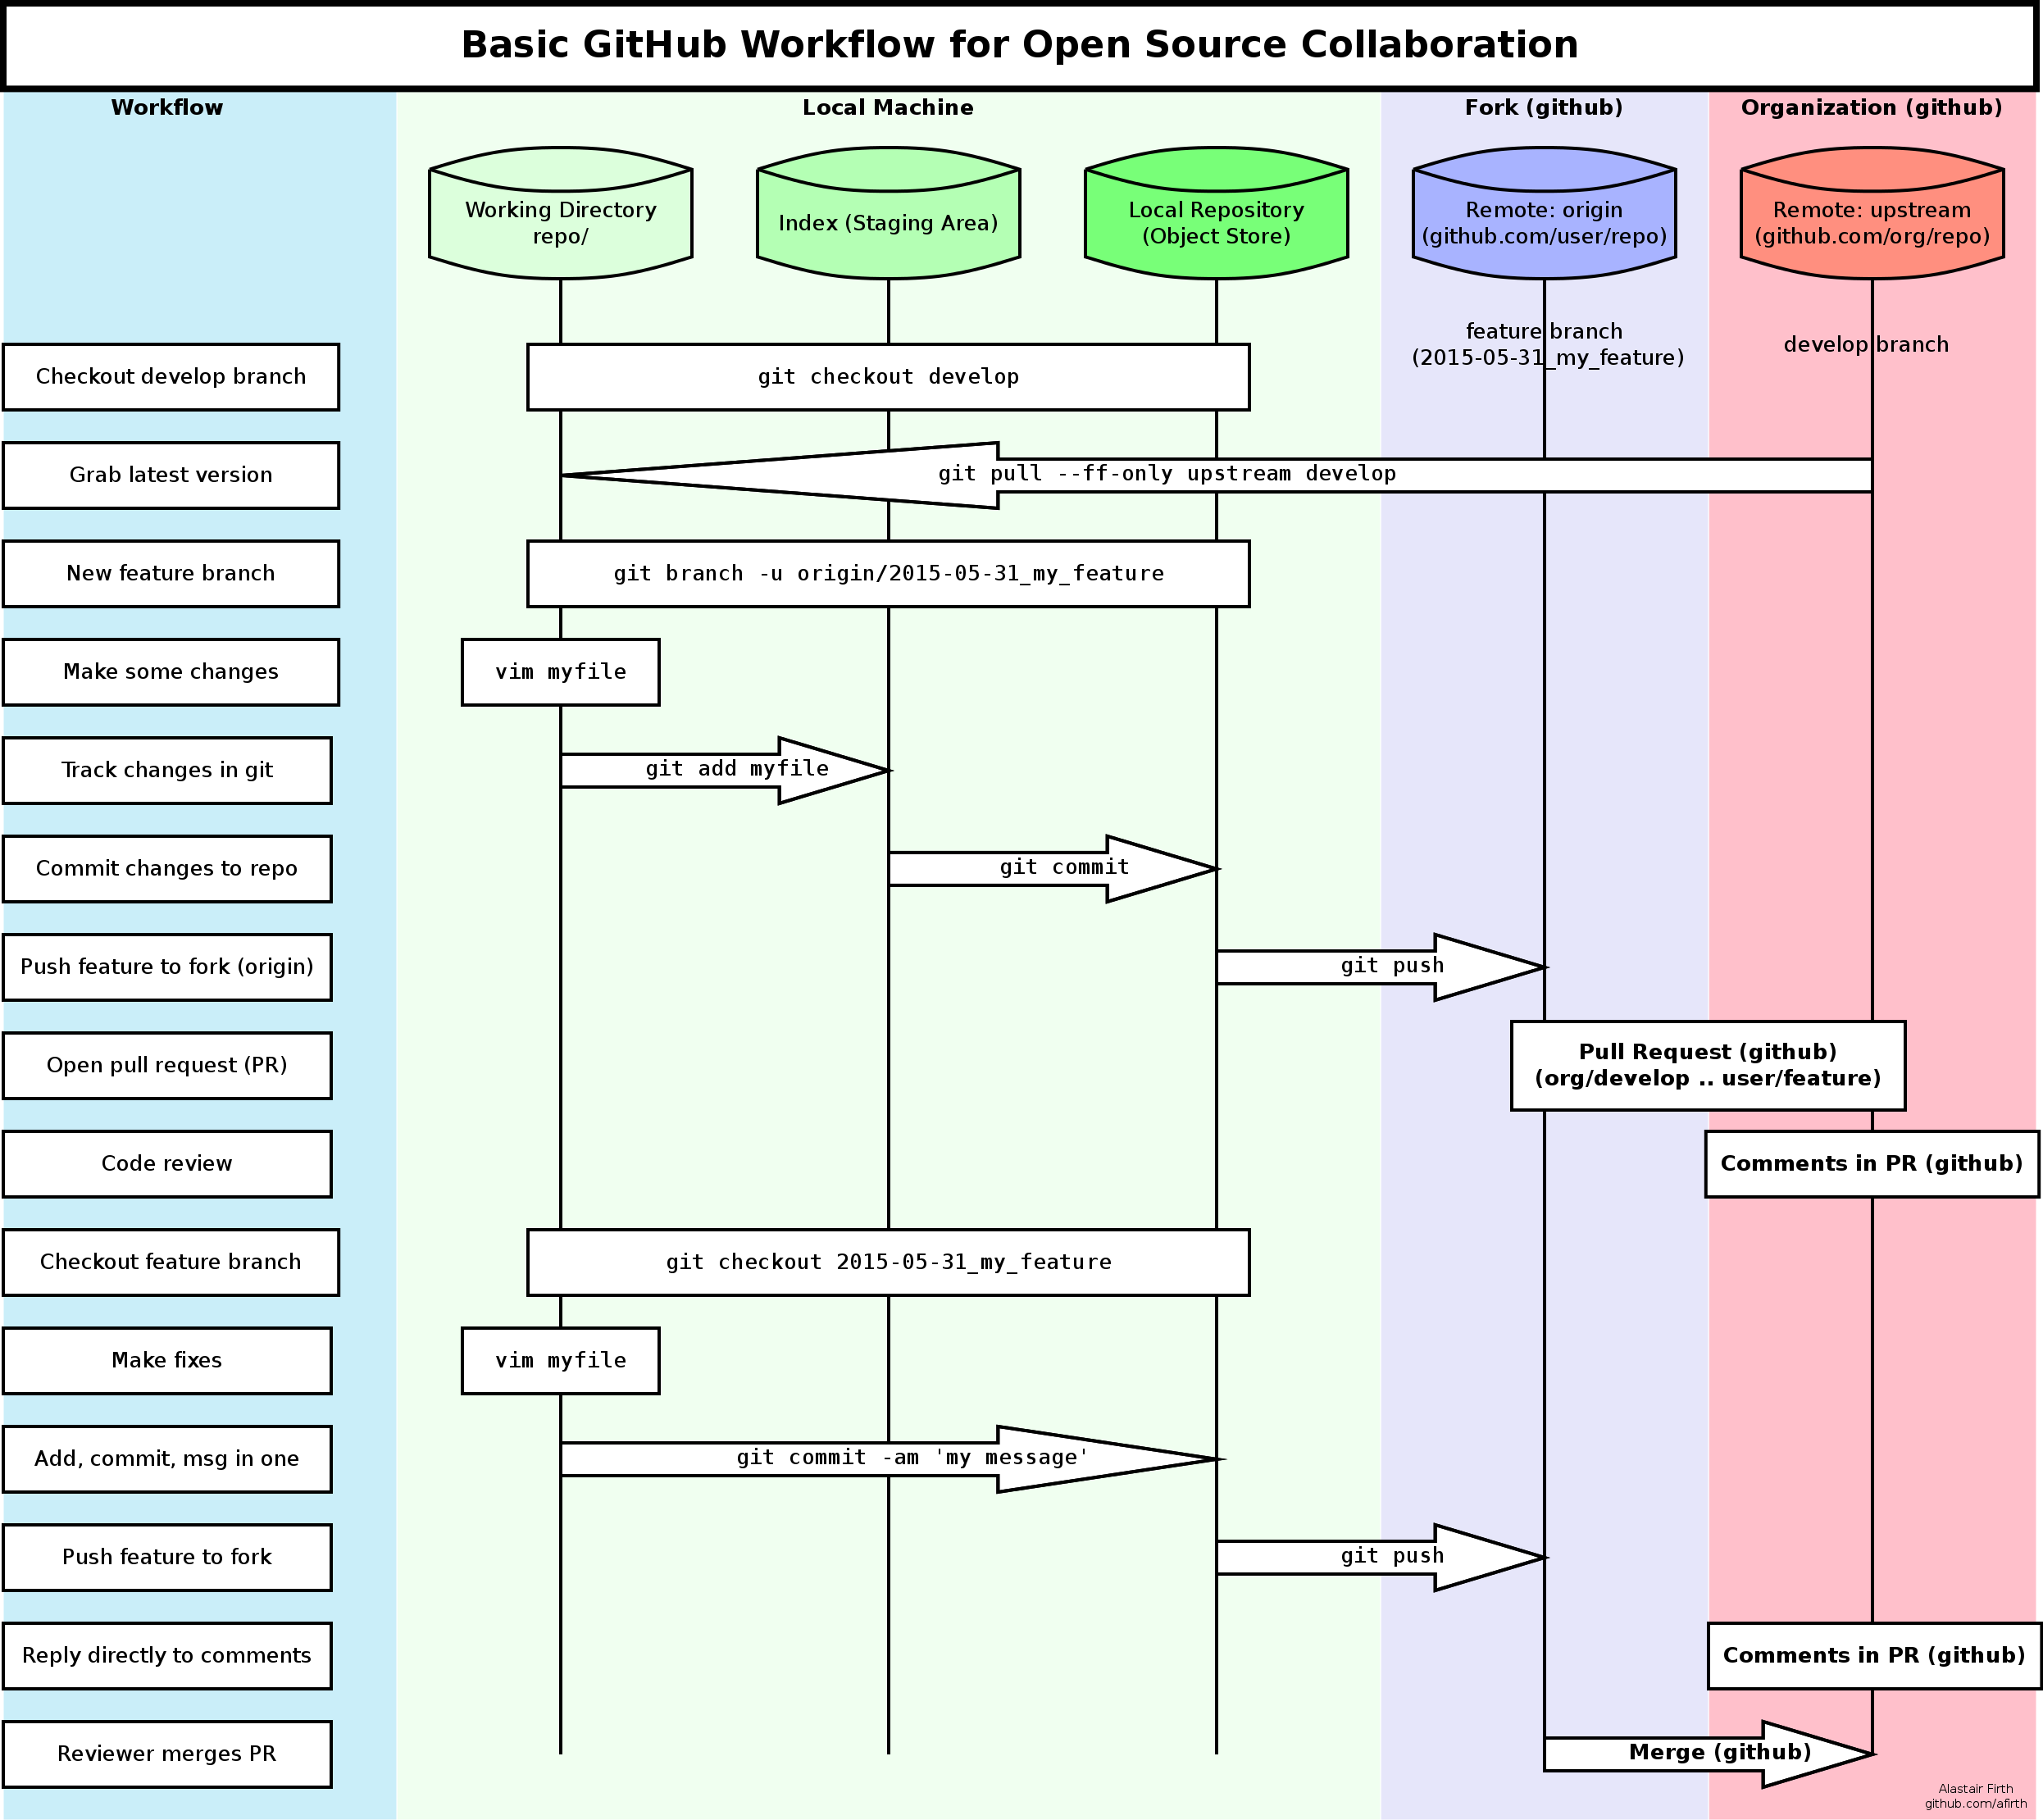 Basic GitHub Workflow for Open Source Collaboration
Workflow
Local Machine
Fork (github)
Organization (github)
Working Directory
repo/
Index (Staging Area)
Local Repository
(Object Store)
Remote: origin
(github.com/user/repo)
Remote: upstream
(github.com/org/repo)
feature branch
(2015-05-31_my_feature)
develop branch
Checkout develop branch
git checkout develop
Grab latest version
git pull --ff-only upstream develop
New feature branch
git branch -u origin/2015-05-31_my_feature
Make some changes
vim myfile
Track changes in git
git add myfile
Commit changes to repo
git commit
Push feature to fork (origin)
git push
Open pull request (PR)
Pull Request (github)
(org/develop .. user/feature)
Code review
Comments in PR (github)
Checkout feature branch
git checkout 2015-05-31_my_feature
Make fixes
vim myfile
Add, commit, msg in one
git commit -am 'my message'
Push feature to fork
git push
Reply directly to comments
Comments in PR (github)
Reviewer merges PR
Merge (github)
Alastair Firth
github.com/afirth